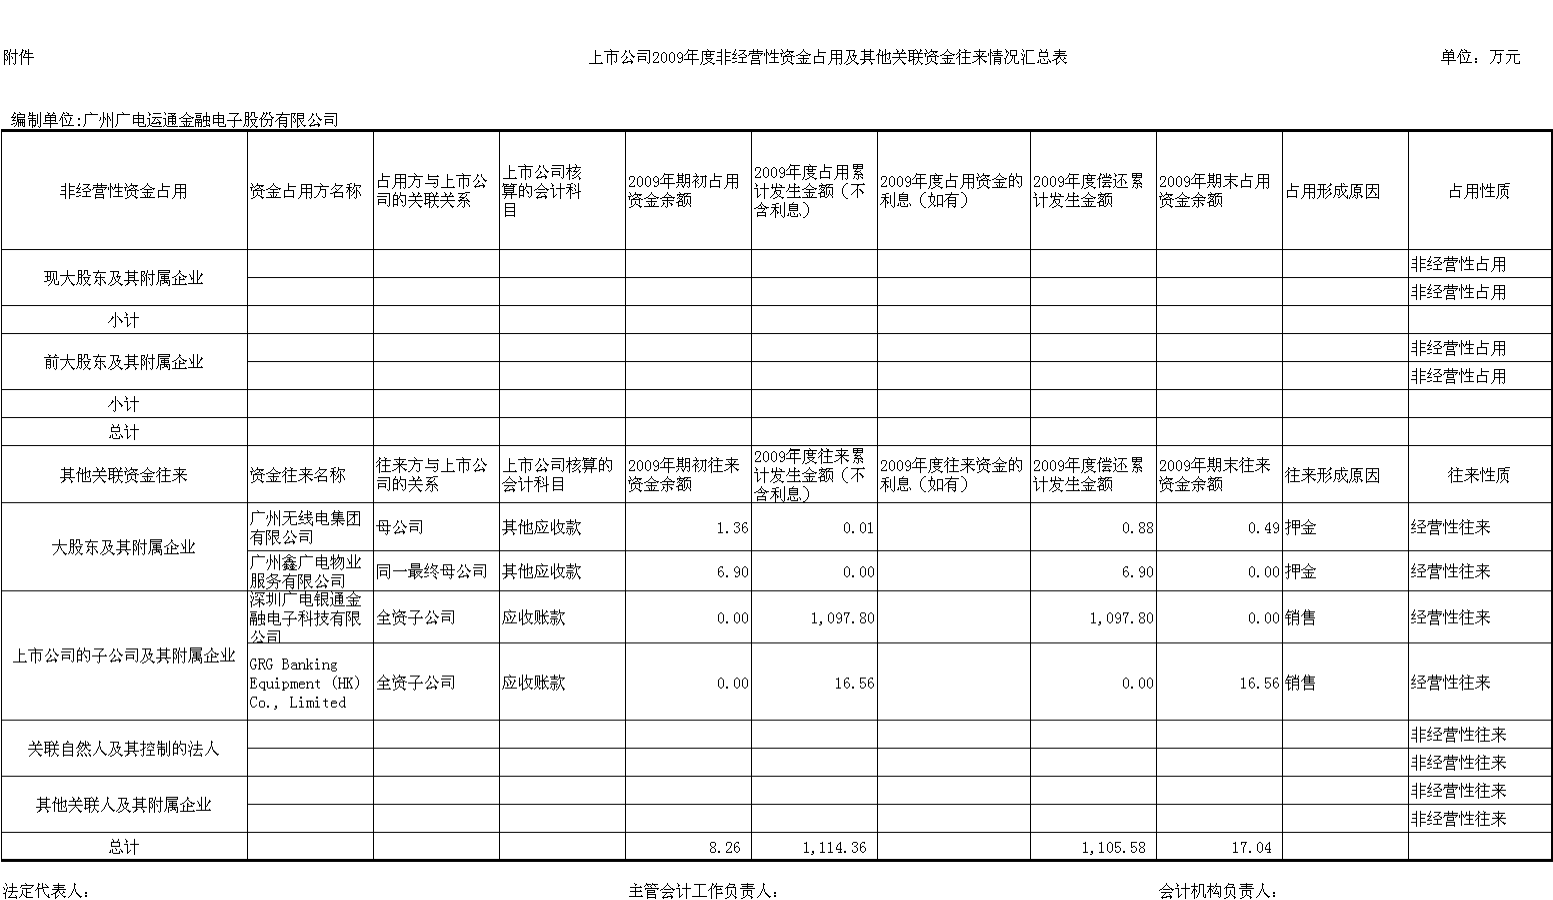 附件 上市公司2009年度非经营性资金占用及其他关联资金往来情况汇总表 单位：万元
编制单位:广州广电运通金融电子股份有限公司
非经营性资金占用 资金占用方名称 占用方与上市公司的关联关系 上市公司核算的会计科目 2009年期初占用资金余额 2009年度占用累计发生金额（不含利息） 2009年度占用资金的利息（如有） 2009年度偿还累计发生金额 2009年期末占用资金余额 占用形成原因 占用性质
现大股东及其附属企业 非经营性占用
非经营性占用
小计
前大股东及其附属企业 非经营性占用
非经营性占用
小计
总计
其他关联资金往来 资金往来名称 往来方与上市公司的关系 上市公司核算的会计科目 2009年期初往来资金余额 2009年度往来累计发生金额（不含利息） 2009年度往来资金的利息（如有） 2009年度偿还累计发生金额 2009年期末往来资金余额 往来形成原因 往来性质
大股东及其附属企业 广州无线电集团有限公司 母公司 其他应收款 1.36 0.01 0.88 0.49 押金 经营性往来
广州鑫广电物业服务有限公司 同一最终母公司 其他应收款 6.90 0.00 6.90 0.00 押金 经营性往来
上市公司的子公司及其附属企业 深圳广电银通金融电子科技有限公司 全资子公司 应收账款 0.00 1,097.80 1,097.80 0.00 销售 经营性往来
GRG Banking Equipment (HK) Co., Limited 全资子公司 应收账款 0.00 16.56 0.00 16.56 销售 经营性往来
关联自然人及其控制的法人 非经营性往来
非经营性往来
其他关联人及其附属企业 非经营性往来
非经营性往来
总计 8.26 1,114.36 1,105.58 17.04
法定代表人： 主管会计工作负责人： 会计机构负责人：